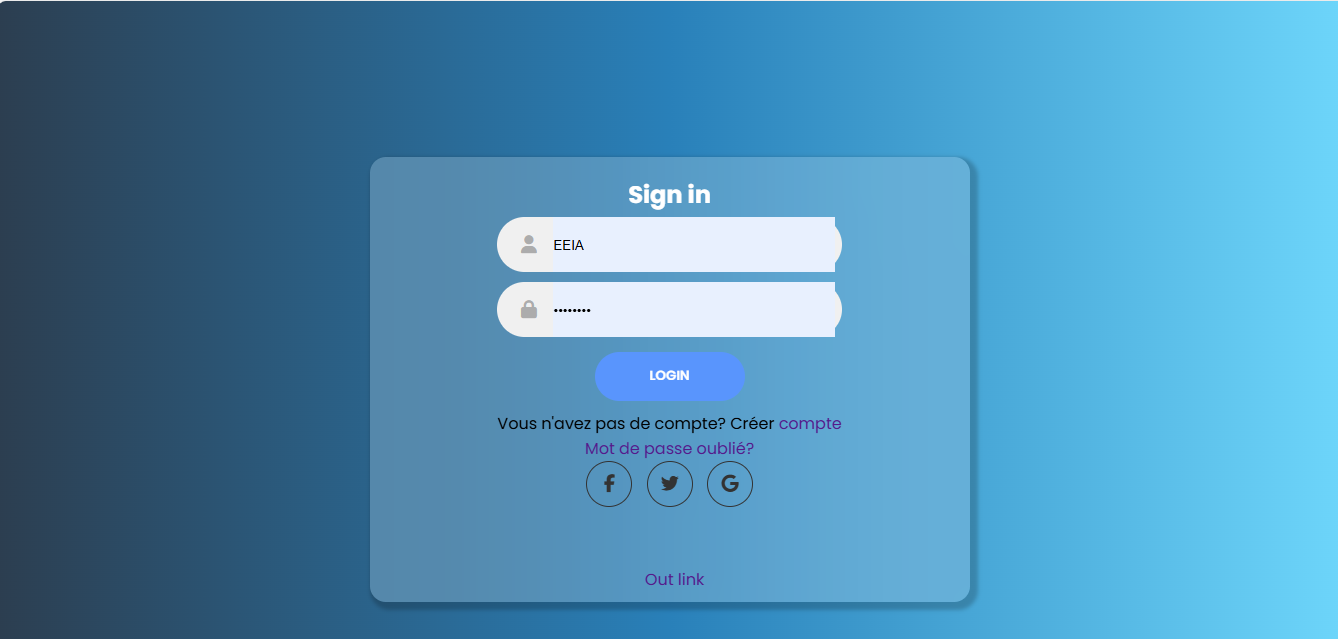 Sign in
EEIA
••••••••
LOGIN
Vous n'avez pas de compte? Créer compte
Mot de passe oublié?
Out link